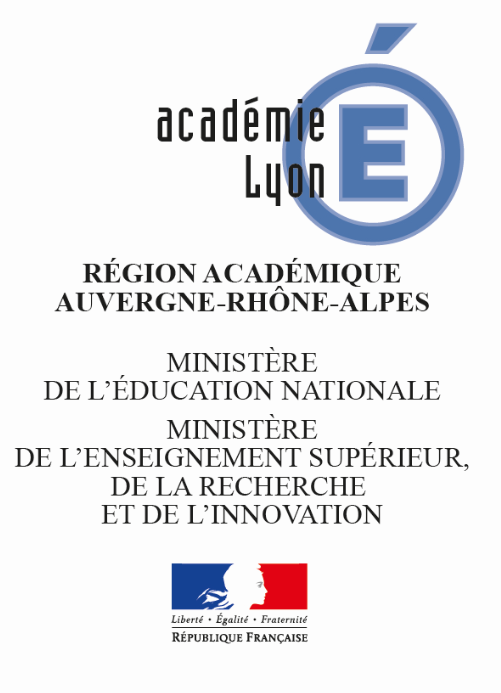 académie
Lyon
É
RÉGION ACADÉMIQUE
AUVERGNE-RHÔNE-ALPES
MINISTÈRE
DE L’ÉDUCATION NATIONALE
MINISTÈRE
DE L’ENSEIGNEMENT SUPÉRIEUR,
DE LA RECHERCHE
ET DE L’INNOVATION
Liberté • Égalité • Fraternité
RÉPUBLIQUE FRANÇAISE